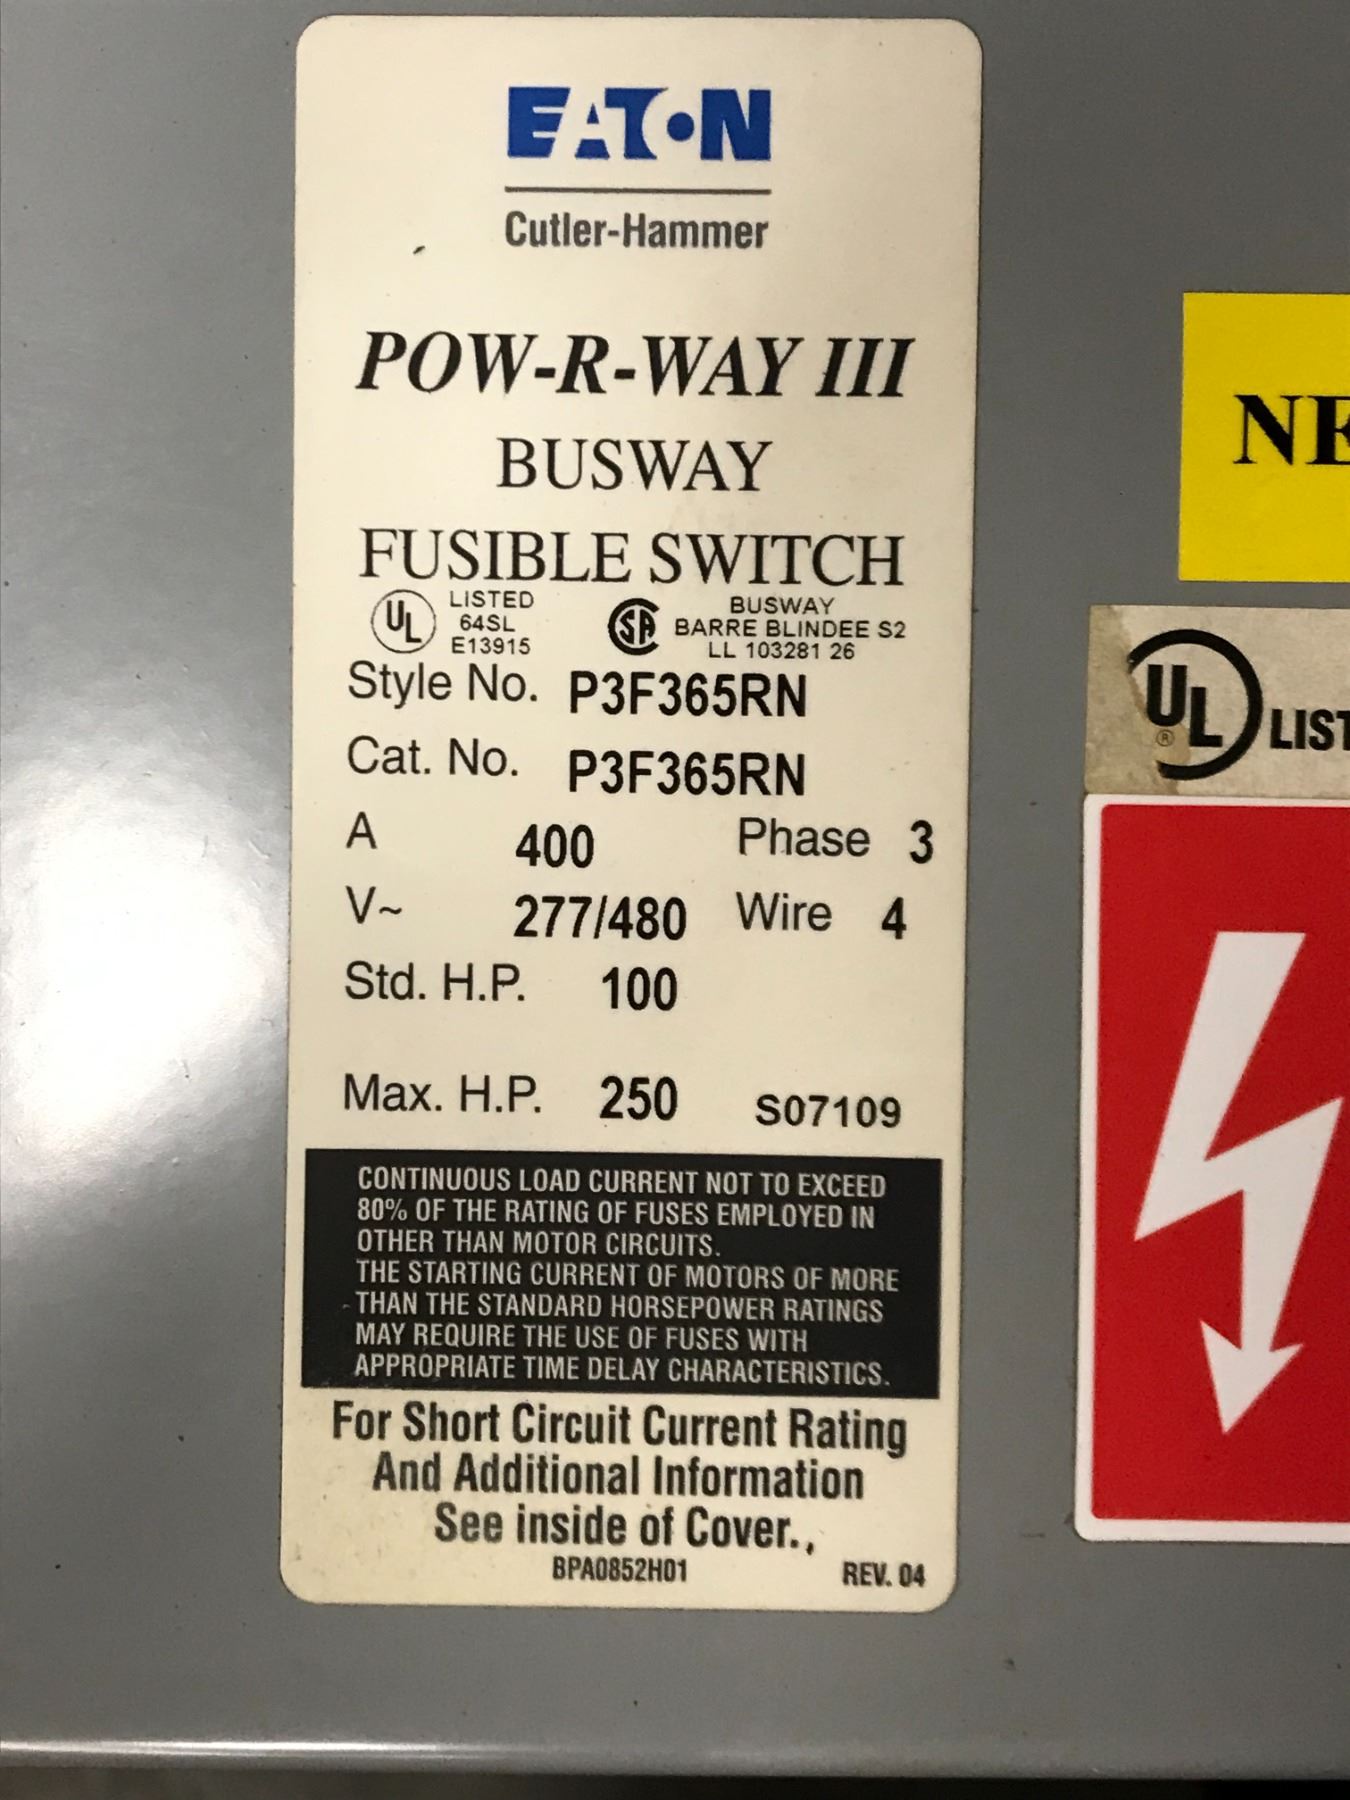 EATON
Cutler-Hammer
POW-R-WAY III
BUSWAY
FUSIBLE SWITCH
UL LISTED 64SL E13915
SA BUSWAY
BARRE BLINDEE S2
LL 103281 26
Style No. P3F365RN
Cat. No. P3F365RN
A 400 Phase 3
V~ 277/480 Wire 4
Std. H.P. 100
Max. H.P. 250 S07109
CONTINUOUS LOAD CURRENT NOT TO EXCEED
80% OF THE RATING OF FUSES EMPLOYED IN
OTHER THAN MOTOR CIRCUITS.
THE STARTING CURRENT OF MOTORS OF MORE
THAN THE STANDARD HORSEPOWER RATINGS
MAY REQUIRE THE USE OF FUSES WITH
APPROPRIATE TIME DELAY CHARACTERISTICS.
For Short Circuit Current Rating
And Additional Information
See inside of Cover.,
BPA0852H01 REV. 04
NE
UL ® LIST